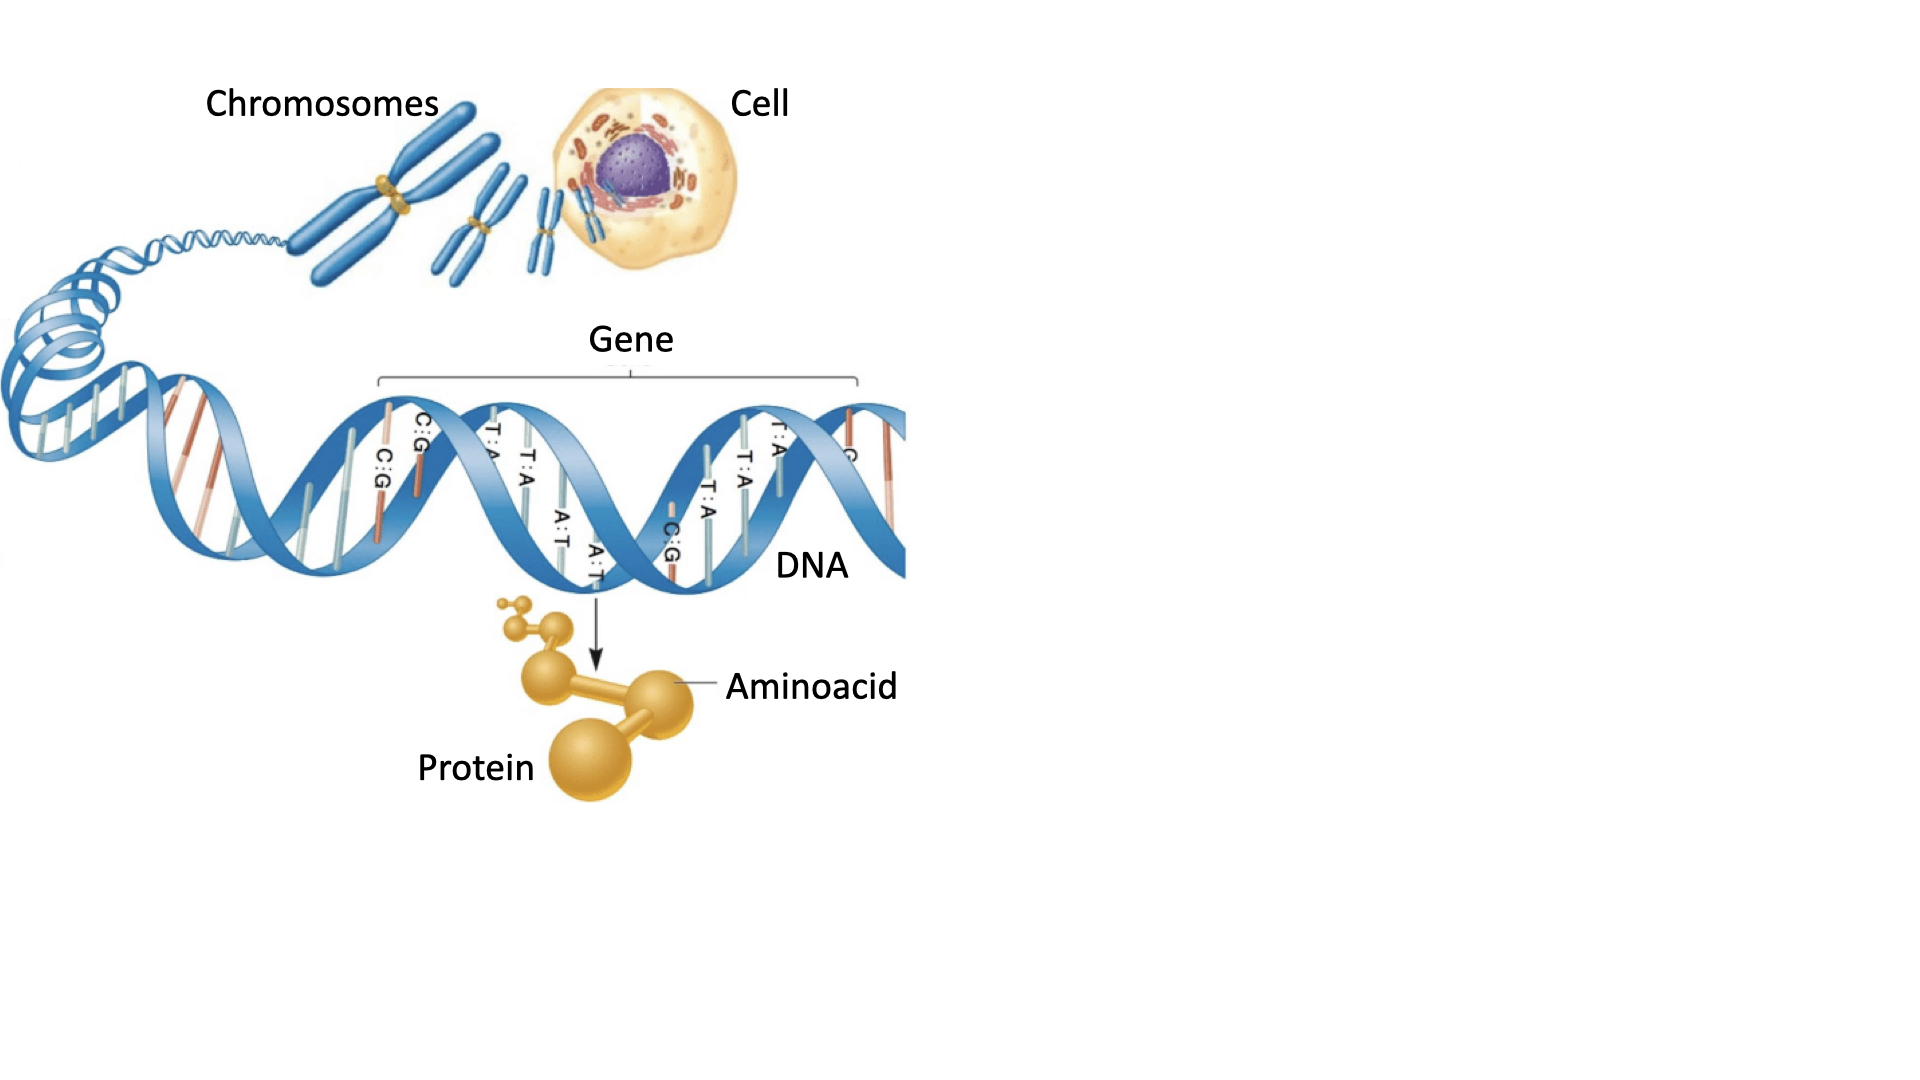 Chromosomes
Cell
Gene
C:G
C:G
T:A
T:A
A:T
A:T
C:G
T:A
T:A
T:A
G
DNA
Aminoacid
Protein